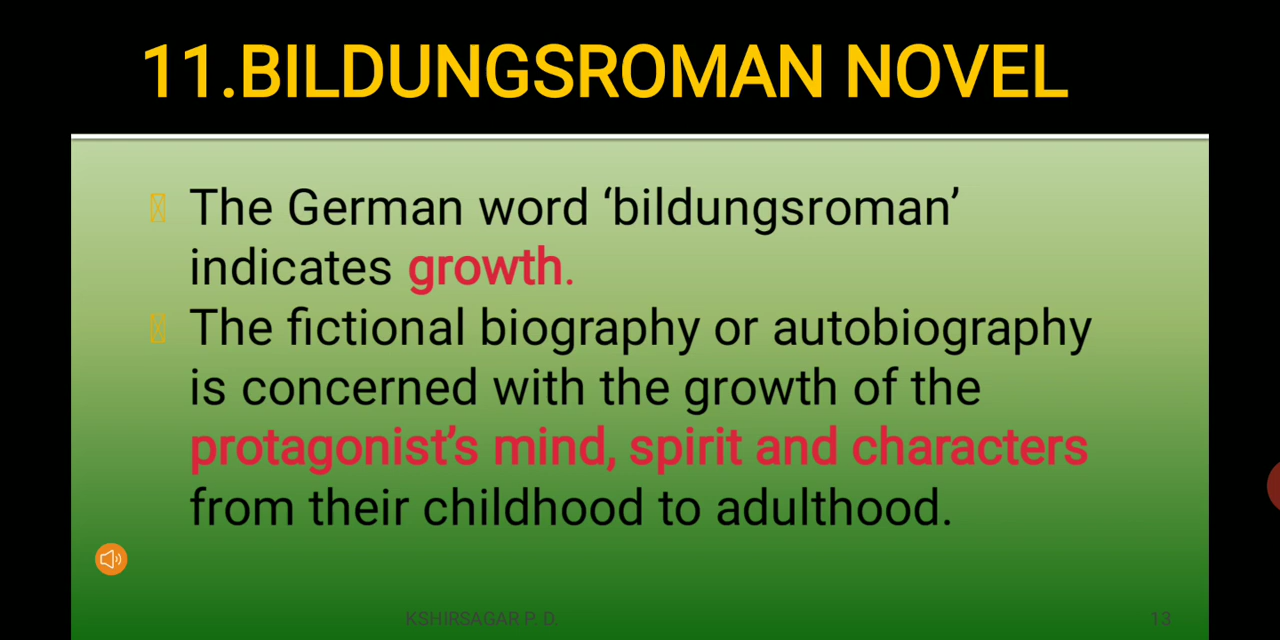 11.BILDUNGSROMAN NOVEL
The German word ‘bildungsroman’
indicates growth.
The fictional biography or autobiography
is concerned with the growth of the
protagonist’s mind, spirit and characters
from their childhood to adulthood.
KSHIRSAGAR P. D. 13